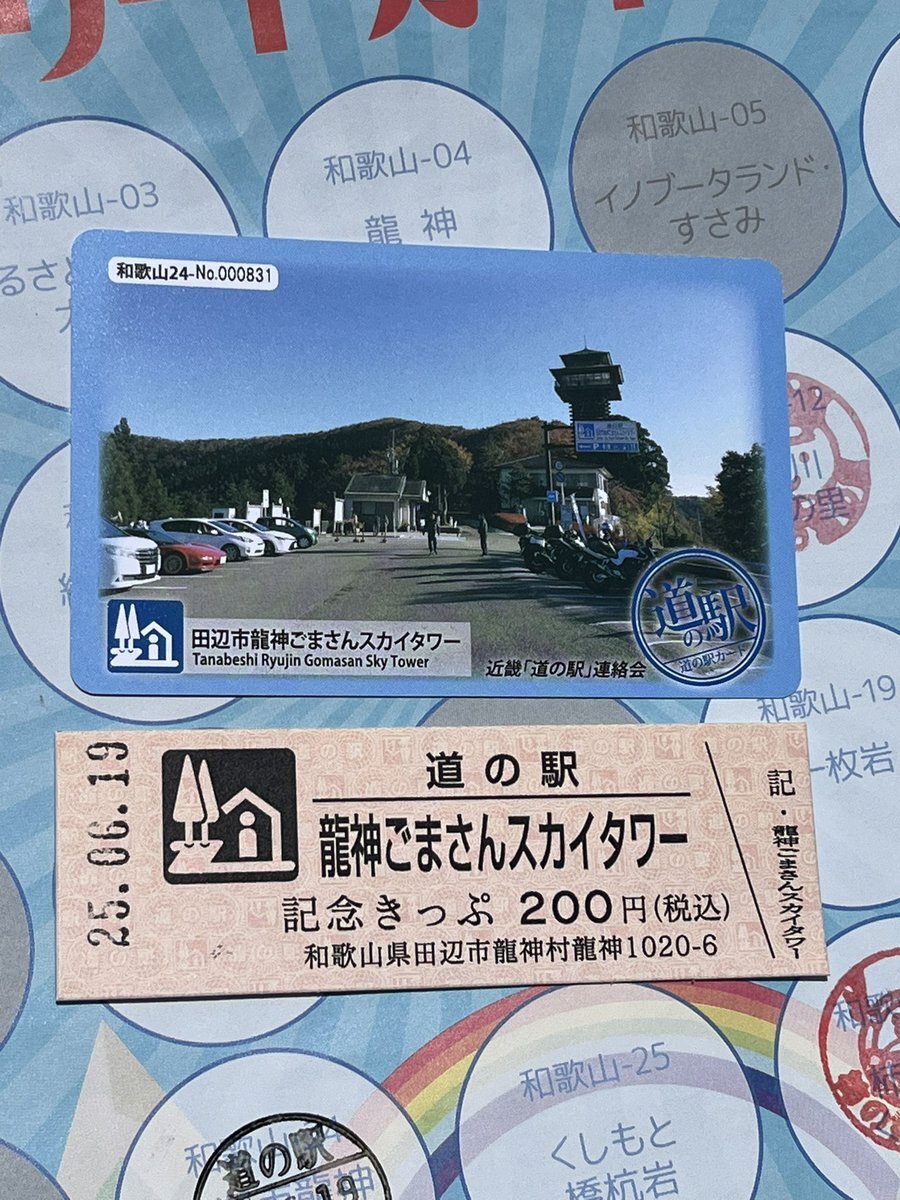 和歌山-03
和歌山-04
龍神
和歌山-05
イノブータランド・
すさみ
和歌山24-No.000831
道の駅
田辺市龍神ごまさんスカイタワー
Tanabeshi Ryujin Gomasan Sky Tower
近畿「道の駅」連絡会
道の駅
道の駅カード
和歌山-19
一枚岩
25.06.19
道の駅
龍神ごまさんスカイタワー
記念きっぷ 200円(税込)
和歌山県田辺市龍神村龍神1020-6
記・龍神ごまさんスカイタワー
和歌山-25
くしもと
橋杭岩
道の駅